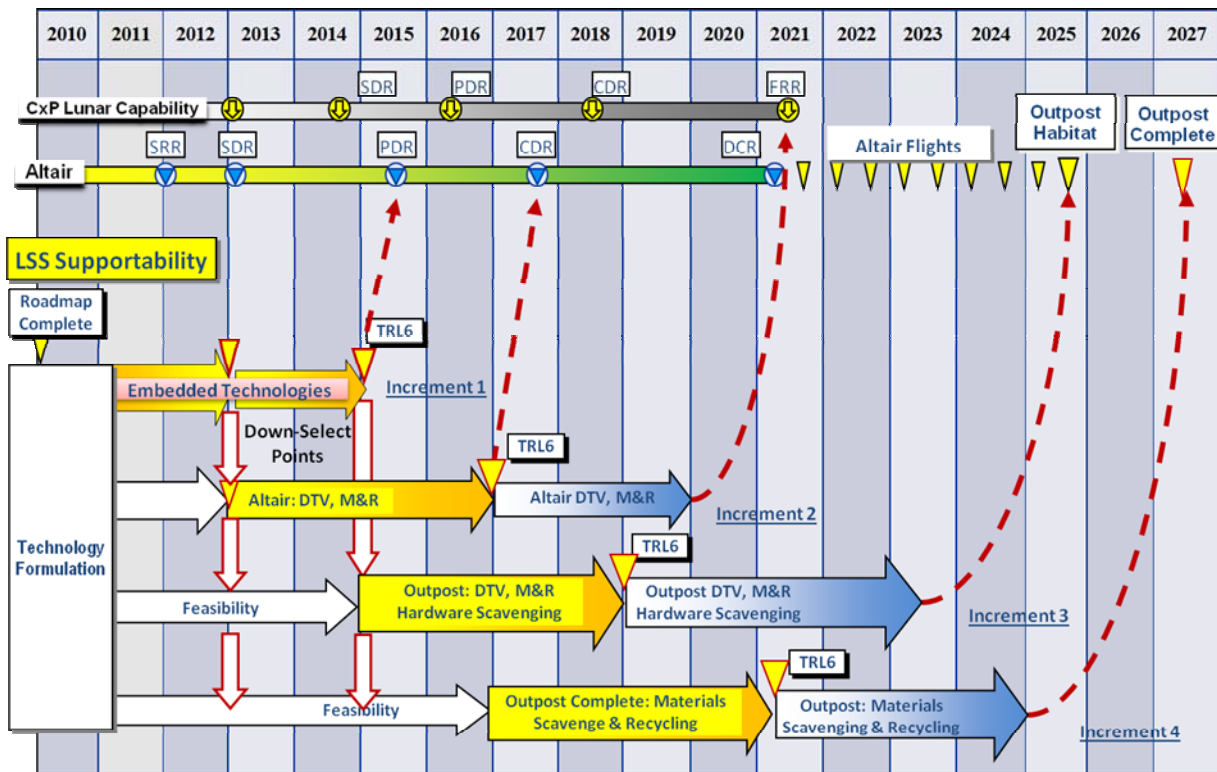 2010 2011 2012 2013 2014 2015 2016 2017 2018 2019 2020 2021 2022 2023 2024 2025 2026 2027
SDR PDR CDR FRR
CxP Lunar Capability
Outpost
Habitat
Outpost
Complete
SRR SDR PDR CDR DCR
Altair Flights
Altair
LSS Supportability
Roadmap
Complete
TRL6
Embedded Technologies
Increment 1
Down-Select
Points
TRL6
Altair: DTV, M&R
Altair DTV, M&R
Increment 2
Technology
Formulation
TRL6
Feasibility
Outpost: DTV, M&R
Hardware Scavenging
Outpost DTV, M&R
Hardware Scavenging
Increment 3
TRL6
Feasibility
Outpost Complete: Materials
Scavenge & Recycling
Outpost: Materials
Scavenging & Recycling
Increment 4